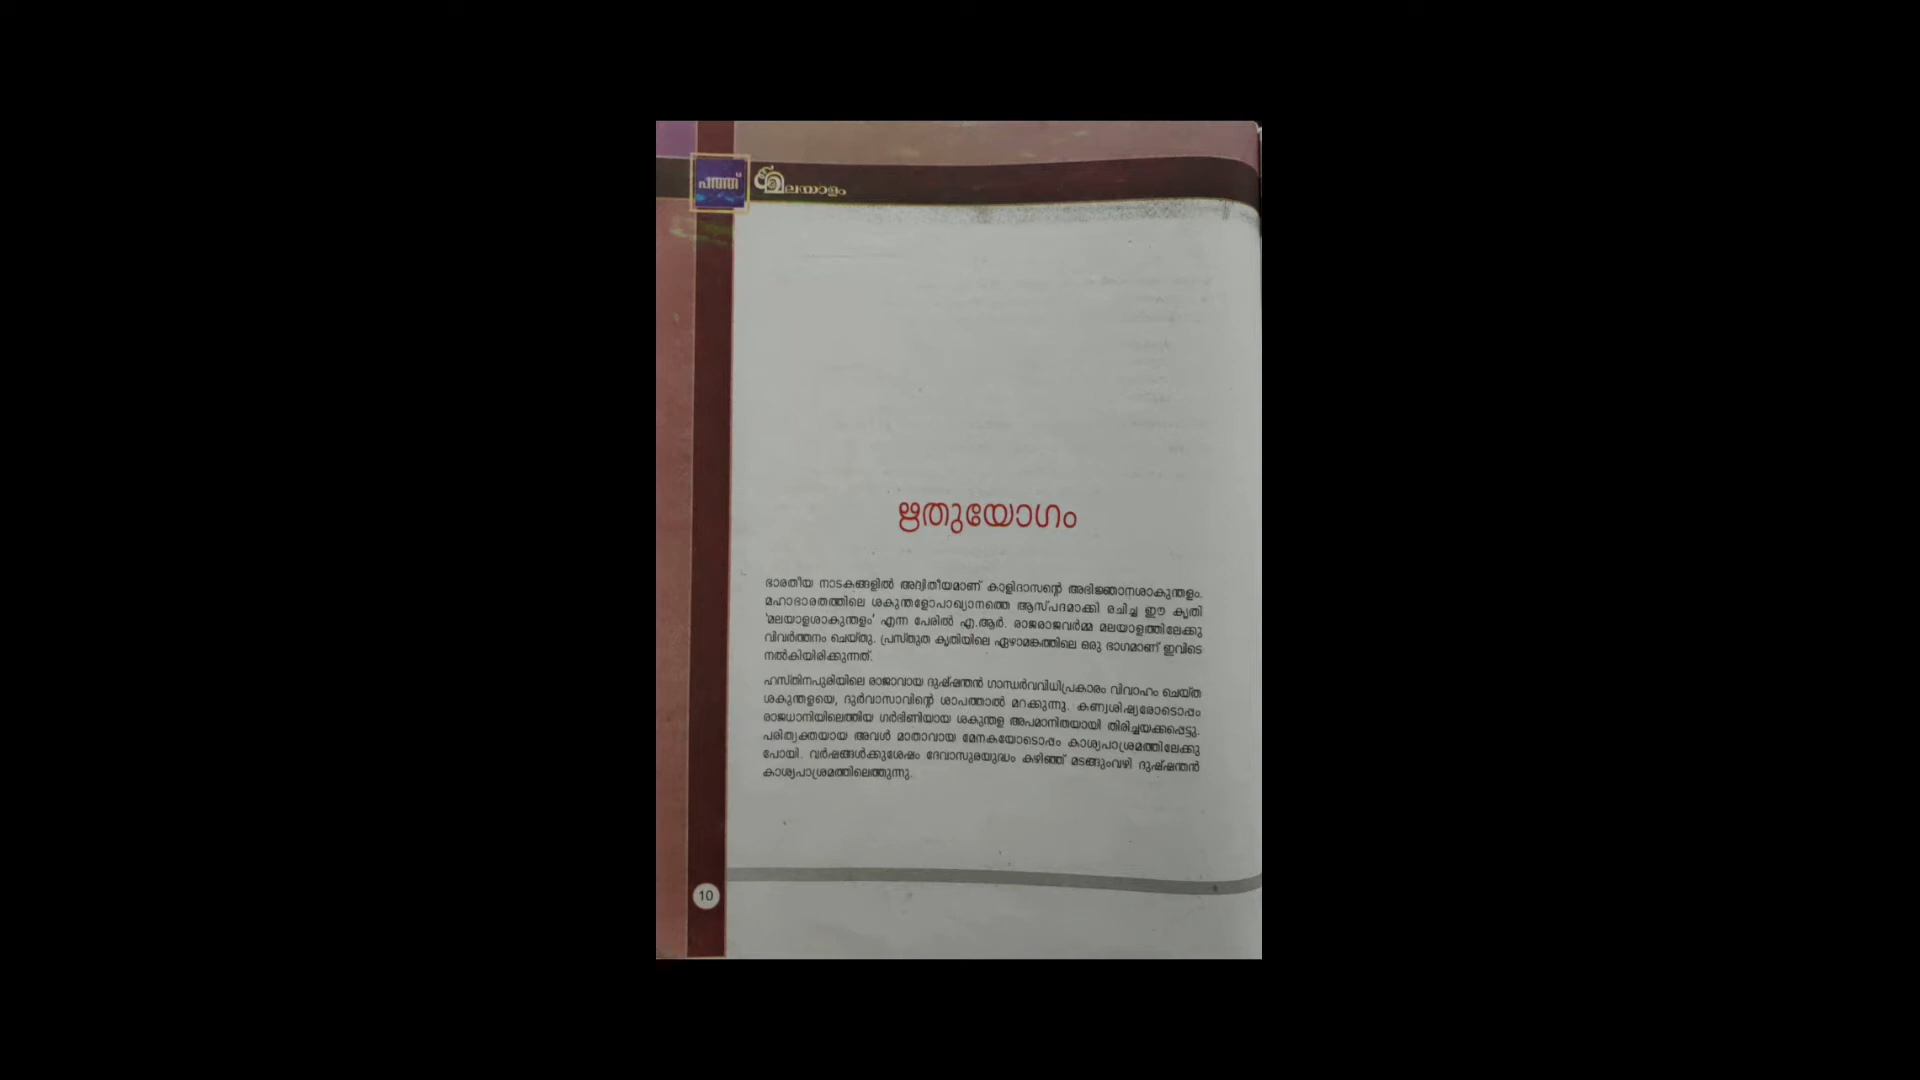 പത്ത്
മലയാളം
ഋതുയോഗം
ഭാരതീയ നാടകങ്ങളിൽ അദ്വിതീയമാണ് കാളിദാസന്റെ അഭിജ്ഞാനശാകുന്തളം.
മഹാഭാരതത്തിലെ ശകുന്തളോപാഖ്യാനത്തെ ആസ്പദമാക്കി രചിച്ച ഈ കൃതി
'മലയാളശാകുന്തളം' എന്ന പേരിൽ എ.ആർ. രാജരാജവർമ്മ മലയാളത്തിലേക്കു
വിവർത്തനം ചെയ്തു. പ്രസ്തുത കൃതിയിലെ ഏഴാമങ്കത്തിലെ ഒരു ഭാഗമാണ് ഇവിടെ
നൽകിയിരിക്കുന്നത്.
ഹസ്തിനപുരിയിലെ രാജാവായ ദുഷ്ഷന്തൻ ഗാന്ധർവവിധിപ്രകാരം വിവാഹം ചെയ്ത
ശകുന്തളയെ, ദുർവാസാവിന്റെ ശാപത്താൽ മറക്കുന്നു. കണ്വശിഷ്യരോടൊപ്പം
രാജധാനിയിലെത്തിയ ഗർഭിണിയായ ശകുന്തള അപമാനിതയായി തിരിച്ചയക്കപ്പെട്ടു.
പരിത്യക്തയായ അവൾ മാതാവായ മേനകയോടൊപ്പം കാശ്യപാശ്രമത്തിലേക്കു
പോയി. വർഷങ്ങൾക്കുശേഷം ദേവാസുരയുദ്ധം കഴിഞ്ഞ് മടങ്ങുംവഴി ദുഷ്ഷന്തൻ
കാശ്യപാശ്രമത്തിലെത്തുന്നു.
10